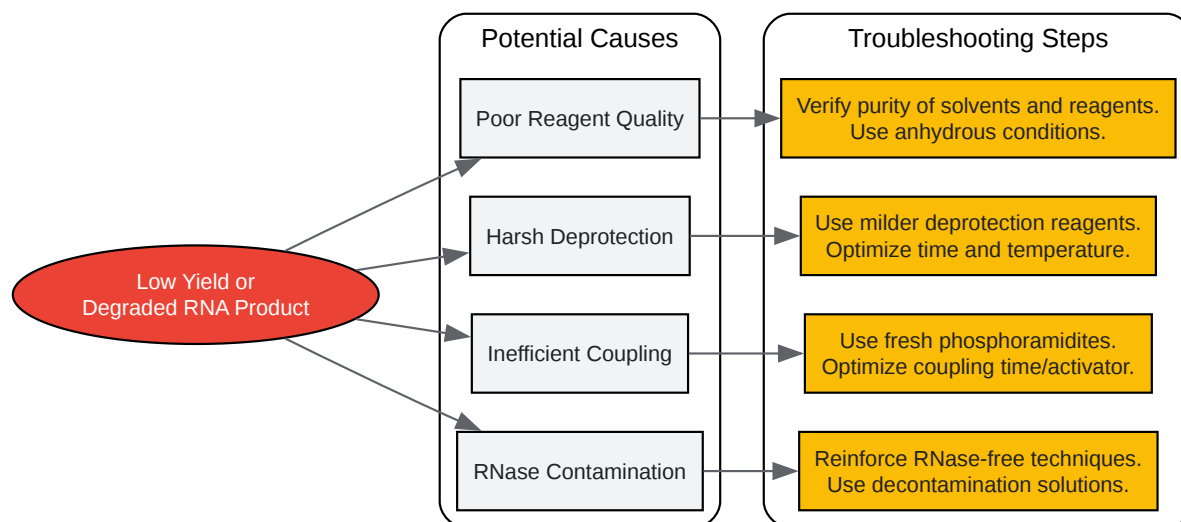 Potential Causes
Troubleshooting Steps
Poor Reagent Quality
Verify purity of solvents and reagents.
Use anhydrous conditions.
Harsh Deprotection
Use milder deprotection reagents.
Optimize time and temperature.
Low Yield or
Degraded RNA Product
Inefficient Coupling
Use fresh phosphoramidites.
Optimize coupling time/activator.
RNase Contamination
Reinforce RNase-free techniques.
Use decontamination solutions.